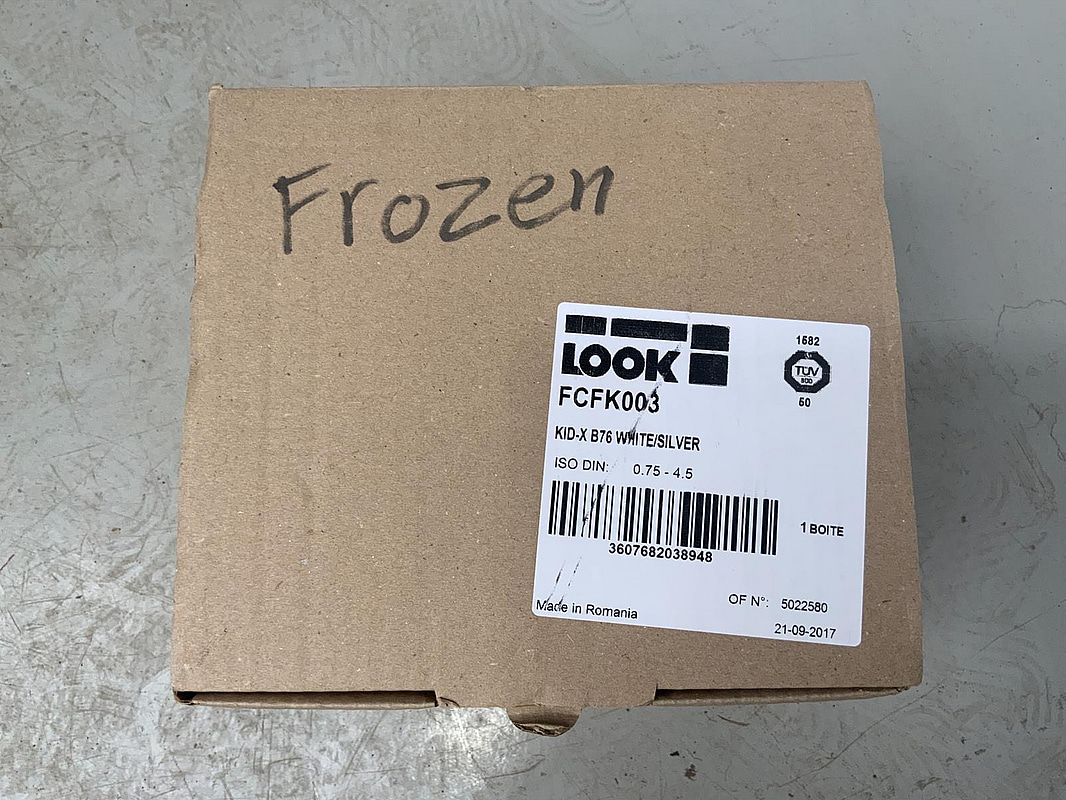 Frozen
LOOK
1582
TÜV
SÜD
50
FCFK003
KID-X B76 WHITE/SILVER
ISO DIN: 0.75 - 4.5
1 BOITE
3607682038948
OF N°: 5022580
Made in Romania
21-09-2017